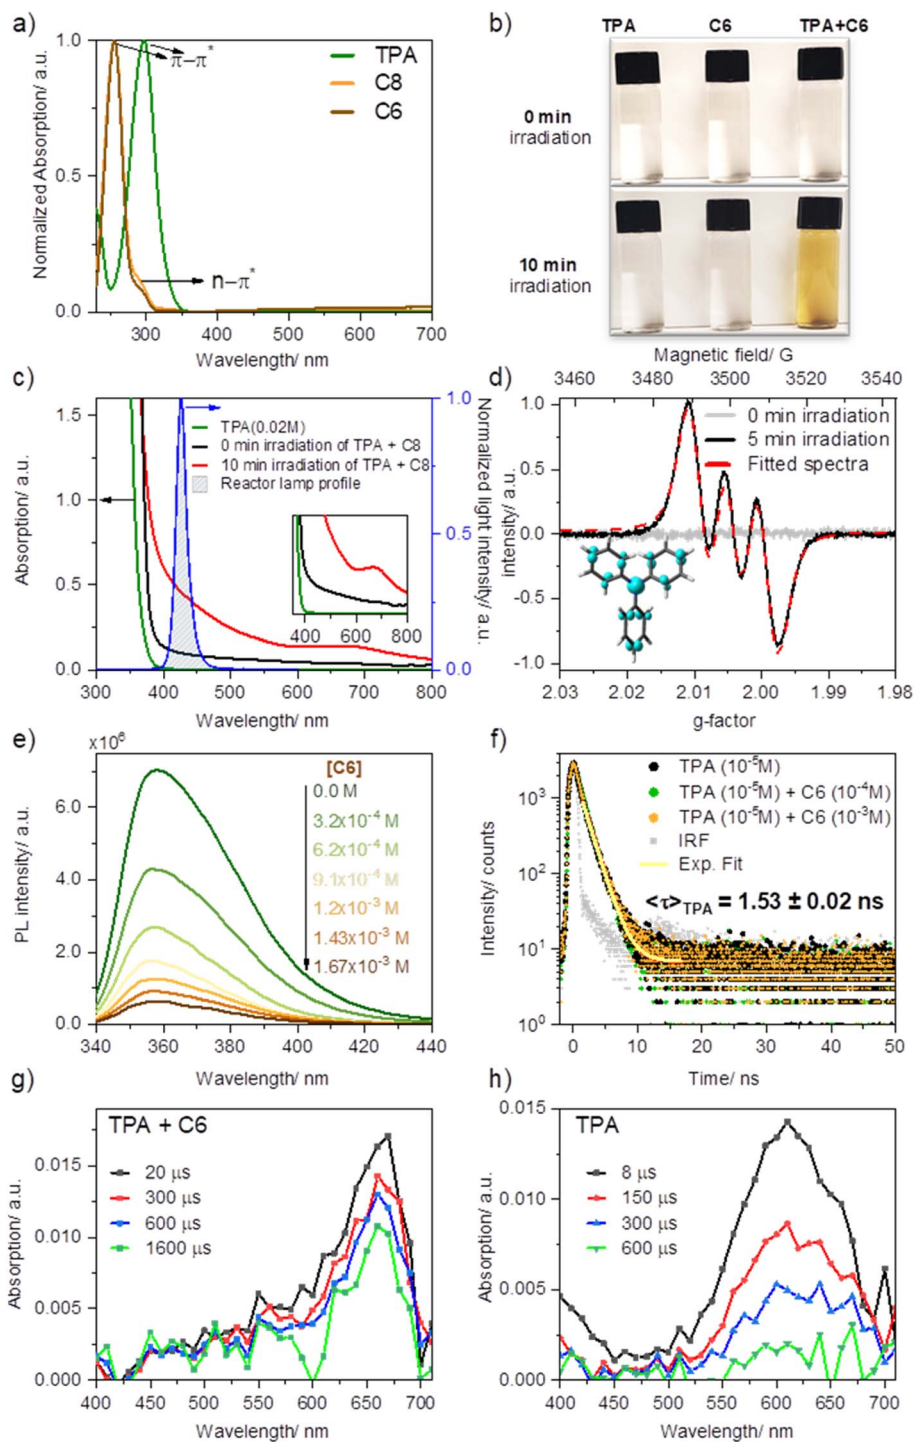 a)
1.0
0.5
0.0
300
400
500
600
700
Normalized Absorption/ a.u.
Wavelength/ nm
π–π*
n–π*
TPA
C8
C6
b)
TPA
C6
TPA+C6
0 min
irradiation
10 min
irradiation
c)
1.5
1.0
0.5
0.0
300
400
500
600
700
800
Absorption/ a.u.
Wavelength/ nm
TPA(0.02M)
0 min irradiation of TPA + C8
10 min irradiation of TPA + C8
Reactor lamp profile
400
600
800
1.0
0.5
0.0
Normalized light intensity/ a.u.
d)
Magnetic field/ G
3460
3480
3500
3520
3540
1.0
0.5
0.0
-0.5
-1.0
intensity/ a.u.
0 min irradiation
5 min irradiation
Fitted spectra
2.03
2.02
2.01
2.00
1.99
1.98
g-factor
e)
x10⁶
6.0
4.0
2.0
0.0
PL intensity/ a.u.
[C6]
0.0 M
3.2x10⁻⁴ M
6.2x10⁻⁴ M
9.1x10⁻⁴ M
1.2x10⁻³ M
1.43x10⁻³ M
1.67x10⁻³ M
340
360
380
400
420
440
Wavelength/ nm
f)
10³
10²
10¹
10⁰
Intensity/ counts
TPA (10⁻⁵M)
TPA (10⁻⁵M) + C6 (10⁻⁴M)
TPA (10⁻⁵M) + C6 (10⁻³M)
IRF
Exp. Fit
<τ>TPA = 1.53 ± 0.02 ns
0
10
20
30
40
50
Time/ ns
g)
TPA + C6
20 µs
300 µs
600 µs
1600 µs
0.015
0.010
0.005
0.000
Absorption/ a.u.
400
450
500
550
600
650
700
Wavelength/ nm
h)
TPA
8 µs
150 µs
300 µs
600 µs
0.015
0.010
0.005
0.000
Absorption/ a.u.
400
450
500
550
600
650
700
Wavelength/ nm